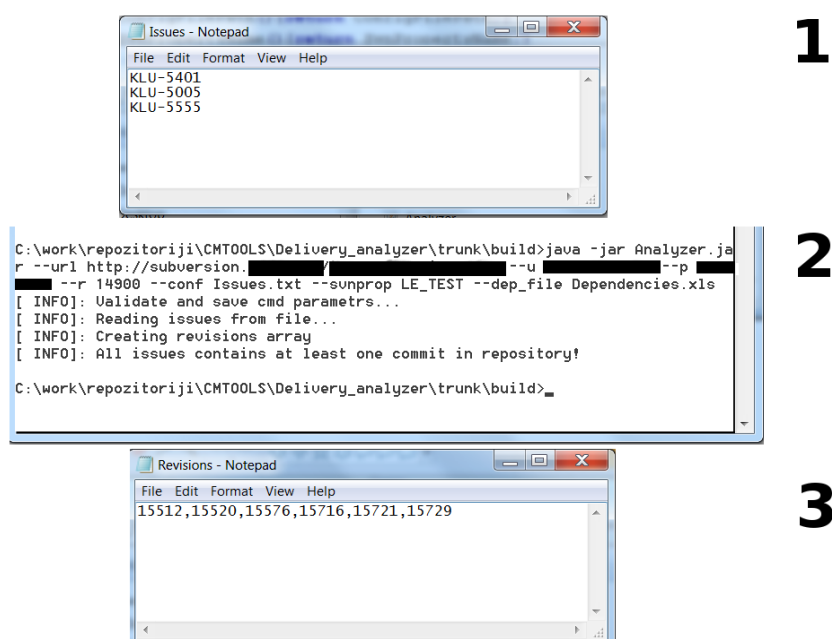 Issues - Notepad
File Edit Format View Help
KLU-5401
KLU-5005
KLU-5555
1
C:\work\repozitoriji\CMTOOLS\Delivery_analyzer\trunk\build>java -jar Analyzer.ja
r --url http://subversion. / --u --p
--r 14900 --conf Issues.txt --svnprop LE_TEST --dep_file Dependencies.xls
[ INFO]: Validate and save cmd parametrs...
[ INFO]: Reading issues from file...
[ INFO]: Creating revisions array
[ INFO]: All issues contains at least one commit in repository!
C:\work\repozitoriji\CMTOOLS\Delivery_analyzer\trunk\build>_
2
Revisions - Notepad
File Edit Format View Help
15512,15520,15576,15716,15721,15729
3